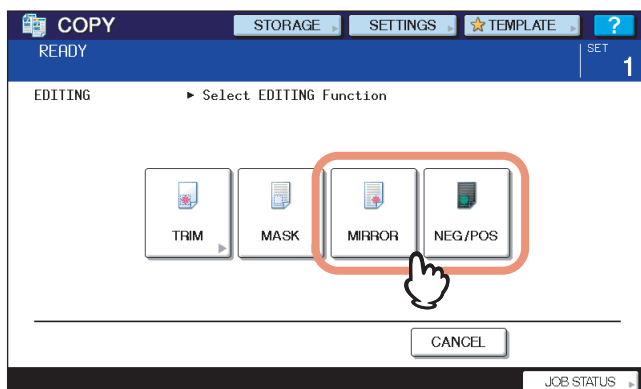 COPY STORAGE SETTINGS TEMPLATE ?
READY SET
1
EDITING ► Select EDITING Function
TRIM MASK MIRROR NEG/POS
CANCEL
JOB STATUS